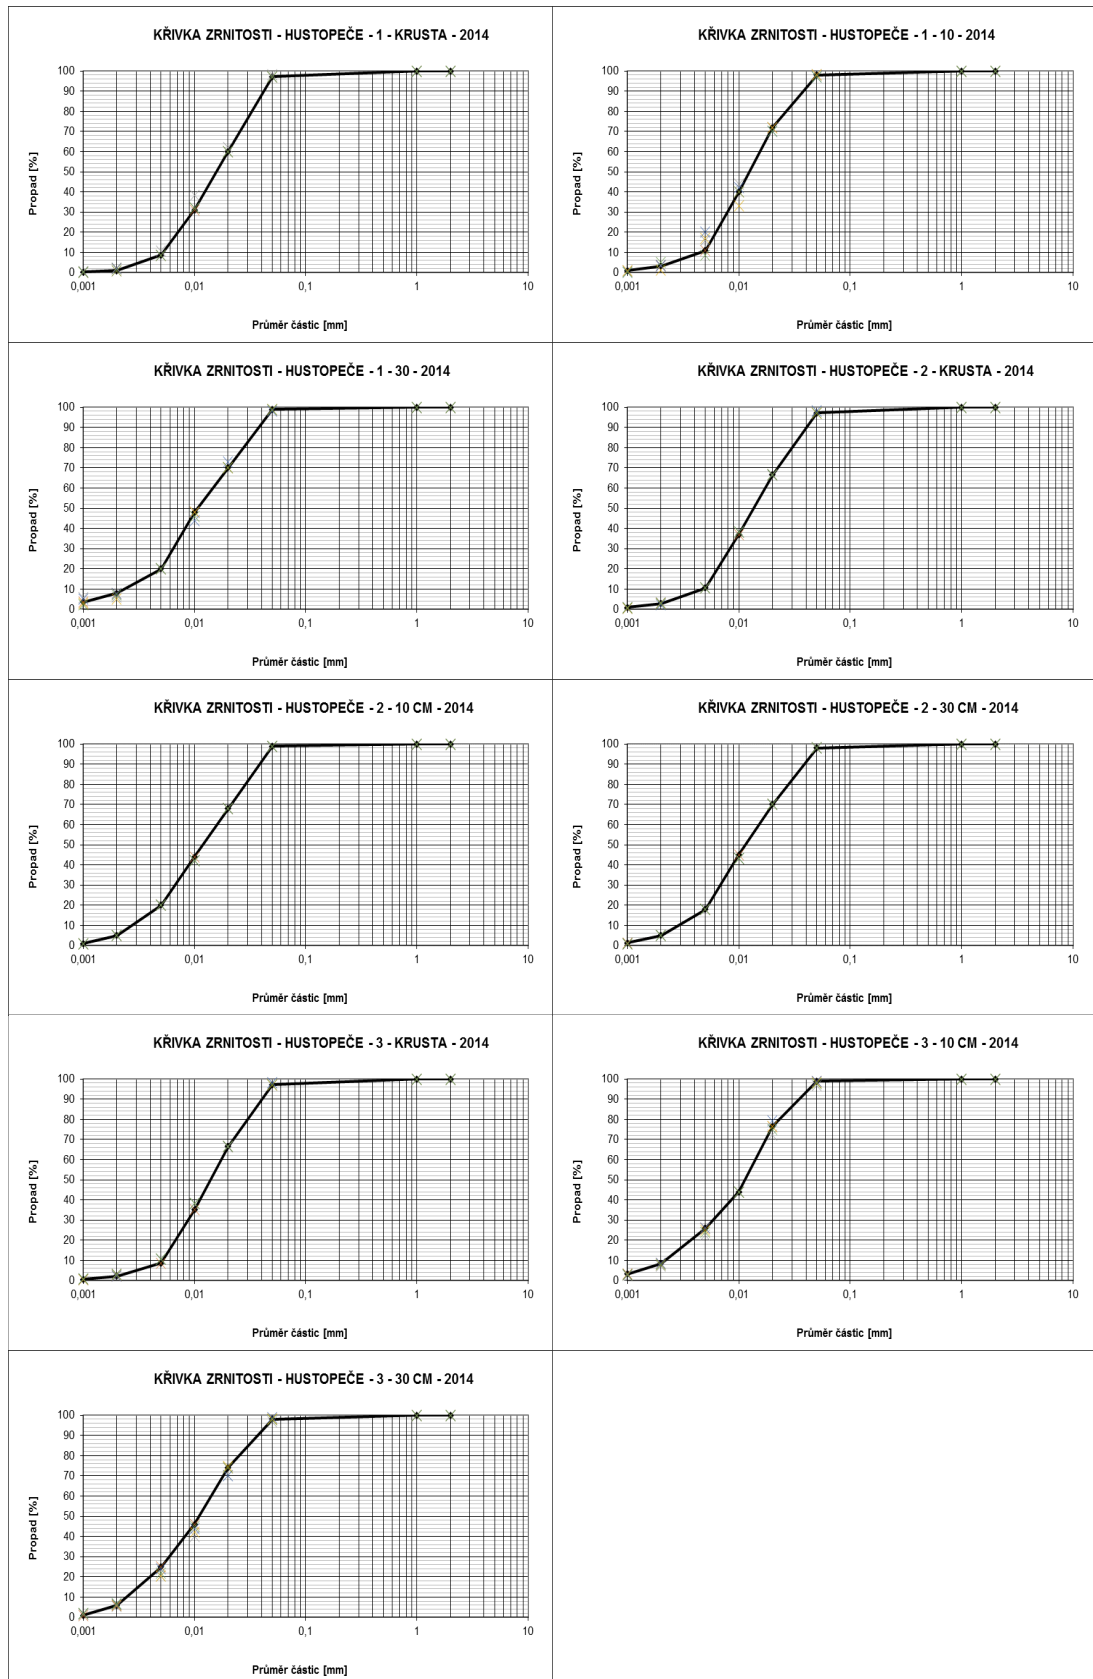 KŘIVKA ZRNITOSTI - HUSTOPEČE - 1 - KRUSTA - 2014
100
90
80
70
60
50
40
30
20
10
0
Propad [%]
0,001 0,01 0,1 1 10
Průměr částic [mm]
KŘIVKA ZRNITOSTI - HUSTOPEČE - 1 - 10 - 2014
100
90
80
70
60
50
40
30
20
10
0
Propad [%]
0,001 0,01 0,1 1 10
Průměr částic [mm]
KŘIVKA ZRNITOSTI - HUSTOPEČE - 1 - 30 - 2014
100
90
80
70
60
50
40
30
20
10
0
Propad [%]
0,001 0,01 0,1 1 10
Průměr částic [mm]
KŘIVKA ZRNITOSTI - HUSTOPEČE - 2 - KRUSTA - 2014
100
90
80
70
60
50
40
30
20
10
0
Propad [%]
0,001 0,01 0,1 1 10
Průměr částic [mm]
KŘIVKA ZRNITOSTI - HUSTOPEČE - 2 - 10 CM - 2014
100
90
80
70
60
50
40
30
20
10
0
Propad [%]
0,001 0,01 0,1 1 10
Průměr částic [mm]
KŘIVKA ZRNITOSTI - HUSTOPEČE - 2 - 30 CM - 2014
100
90
80
70
60
50
40
30
20
10
0
Propad [%]
0,001 0,01 0,1 1 10
Průměr částic [mm]
KŘIVKA ZRNITOSTI - HUSTOPEČE - 3 - KRUSTA - 2014
100
90
80
70
60
50
40
30
20
10
0
Propad [%]
0,001 0,01 0,1 1 10
Průměr částic [mm]
KŘIVKA ZRNITOSTI - HUSTOPEČE - 3 - 10 CM - 2014
100
90
80
70
60
50
40
30
20
10
0
Propad [%]
0,001 0,01 0,1 1 10
Průměr částic [mm]
KŘIVKA ZRNITOSTI - HUSTOPEČE - 3 - 30 CM - 2014
100
90
80
70
60
50
40
30
20
10
0
Propad [%]
0,001 0,01 0,1 1 10
Průměr částic [mm]